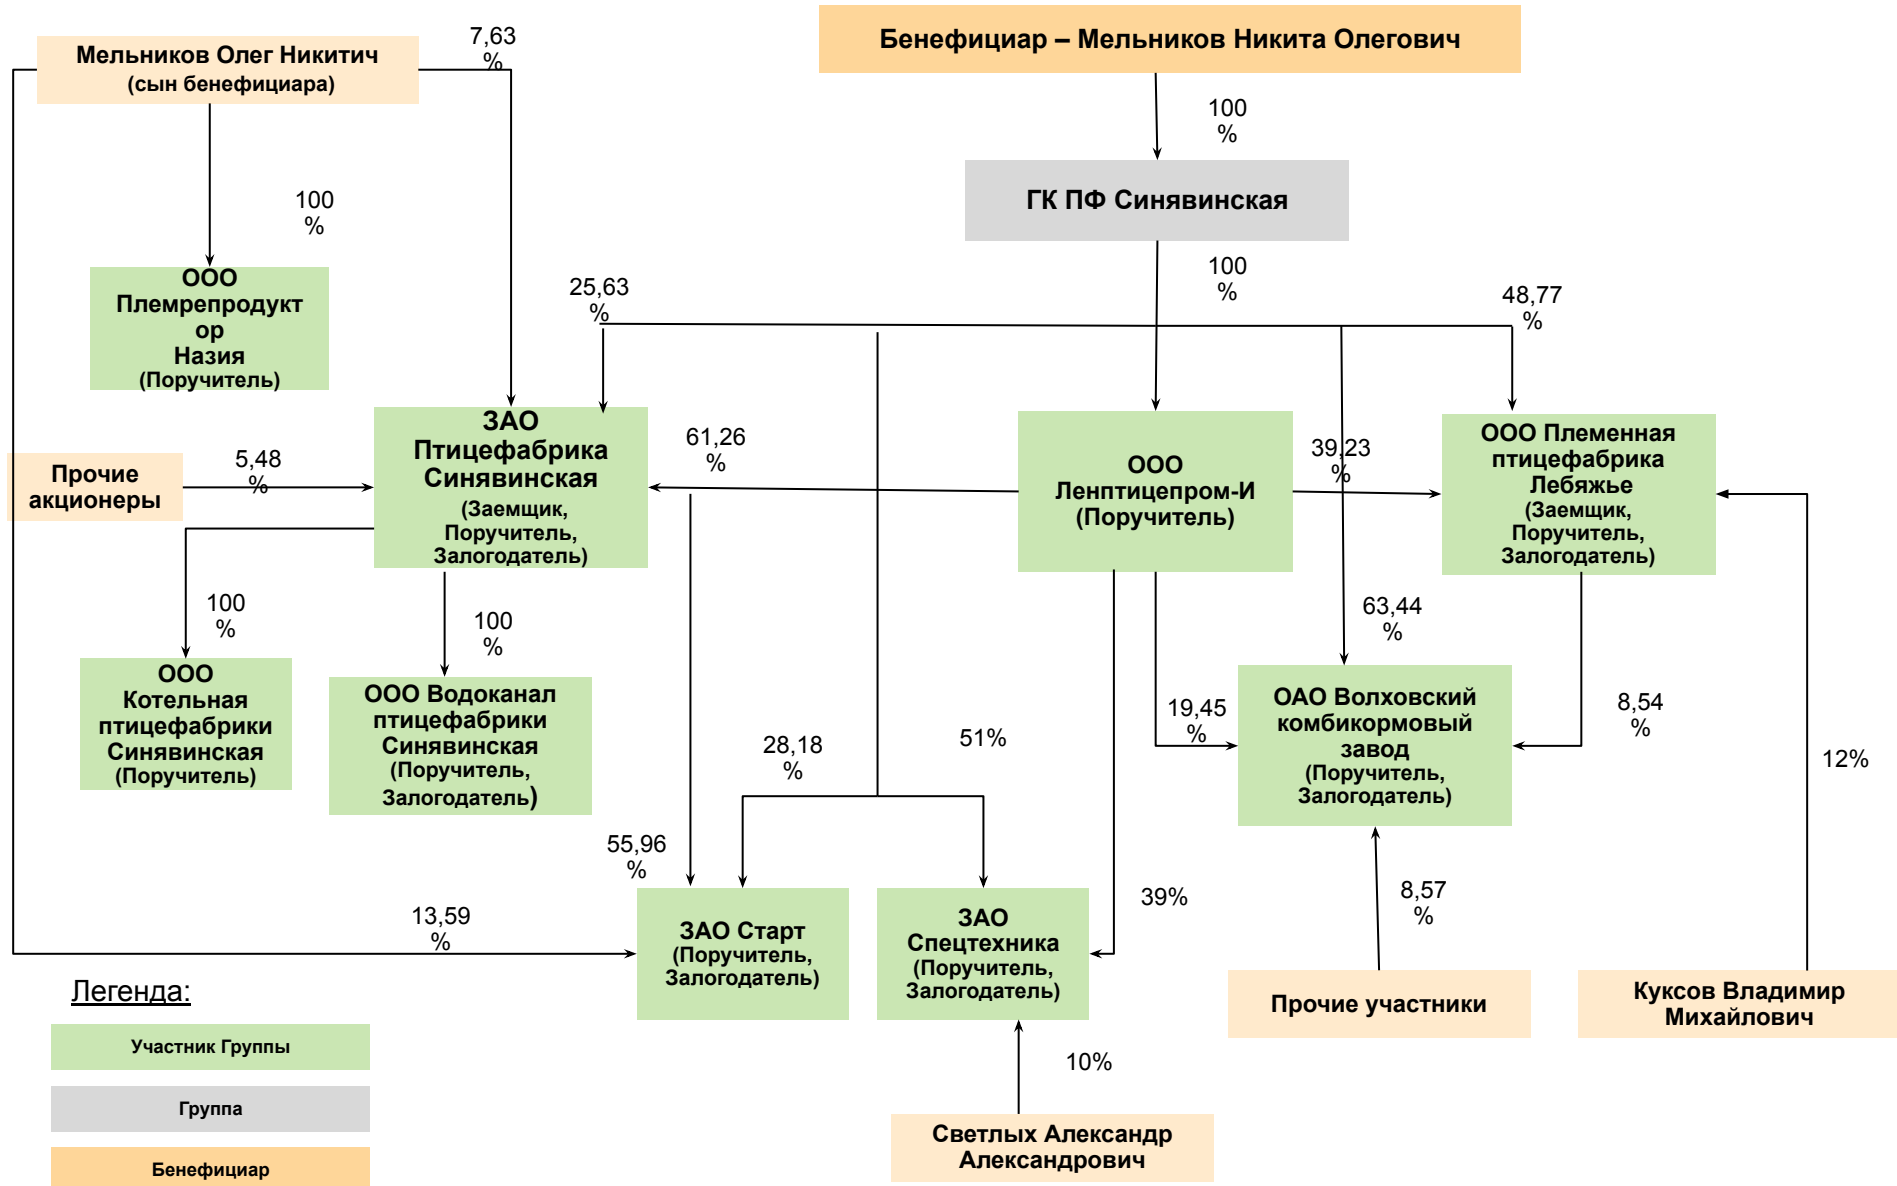 Мельников Олег Никитич
(сын бенефициара)
7,63
%
Бенефициар – Мельников Никита Олегович
100
%
ГК ПФ Синявинская
100
%
100
%
25,63
%
48,77
%
ООО
Племрепродукт
ор
Назия
(Поручитель)
ЗАО
Птицефабрика
Синявинская
(Заемщик,
Поручитель,
Залогодатель)
61,26
%
ООО
Ленптицепром-И
(Поручитель)
39,23
%
ООО Племенная
птицефабрика
Лебяжье
(Заемщик,
Поручитель,
Залогодатель)
Прочие
акционеры
5,48
%
100
%
100
%
63,44
%
ООО
Котельная
птицефабрики
Синявинская
(Поручитель)
ООО Водоканал
птицефабрики
Синявинская
(Поручитель,
Залогодатель)
28,18
%
51%
19,45
%
ОАО Волховский
комбикормовый
завод
(Поручитель,
Залогодатель)
8,54
%
12%
55,96
%
13,59
%
ЗАО Старт
(Поручитель,
Залогодатель)
ЗАО
Спецтехника
(Поручитель,
Залогодатель)
39%
8,57
%
Прочие участники
Куксов Владимир
Михайлович
10%
Светлых Александр
Александрович
Легенда:
Участник Группы
Группа
Бенефициар